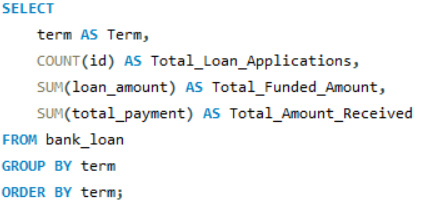 SELECT
term AS Term,
COUNT(id) AS Total_Loan_Applications,
SUM(loan_amount) AS Total_Funded_Amount,
SUM(total_payment) AS Total_Amount_Received
FROM bank_loan
GROUP BY term
ORDER BY term;